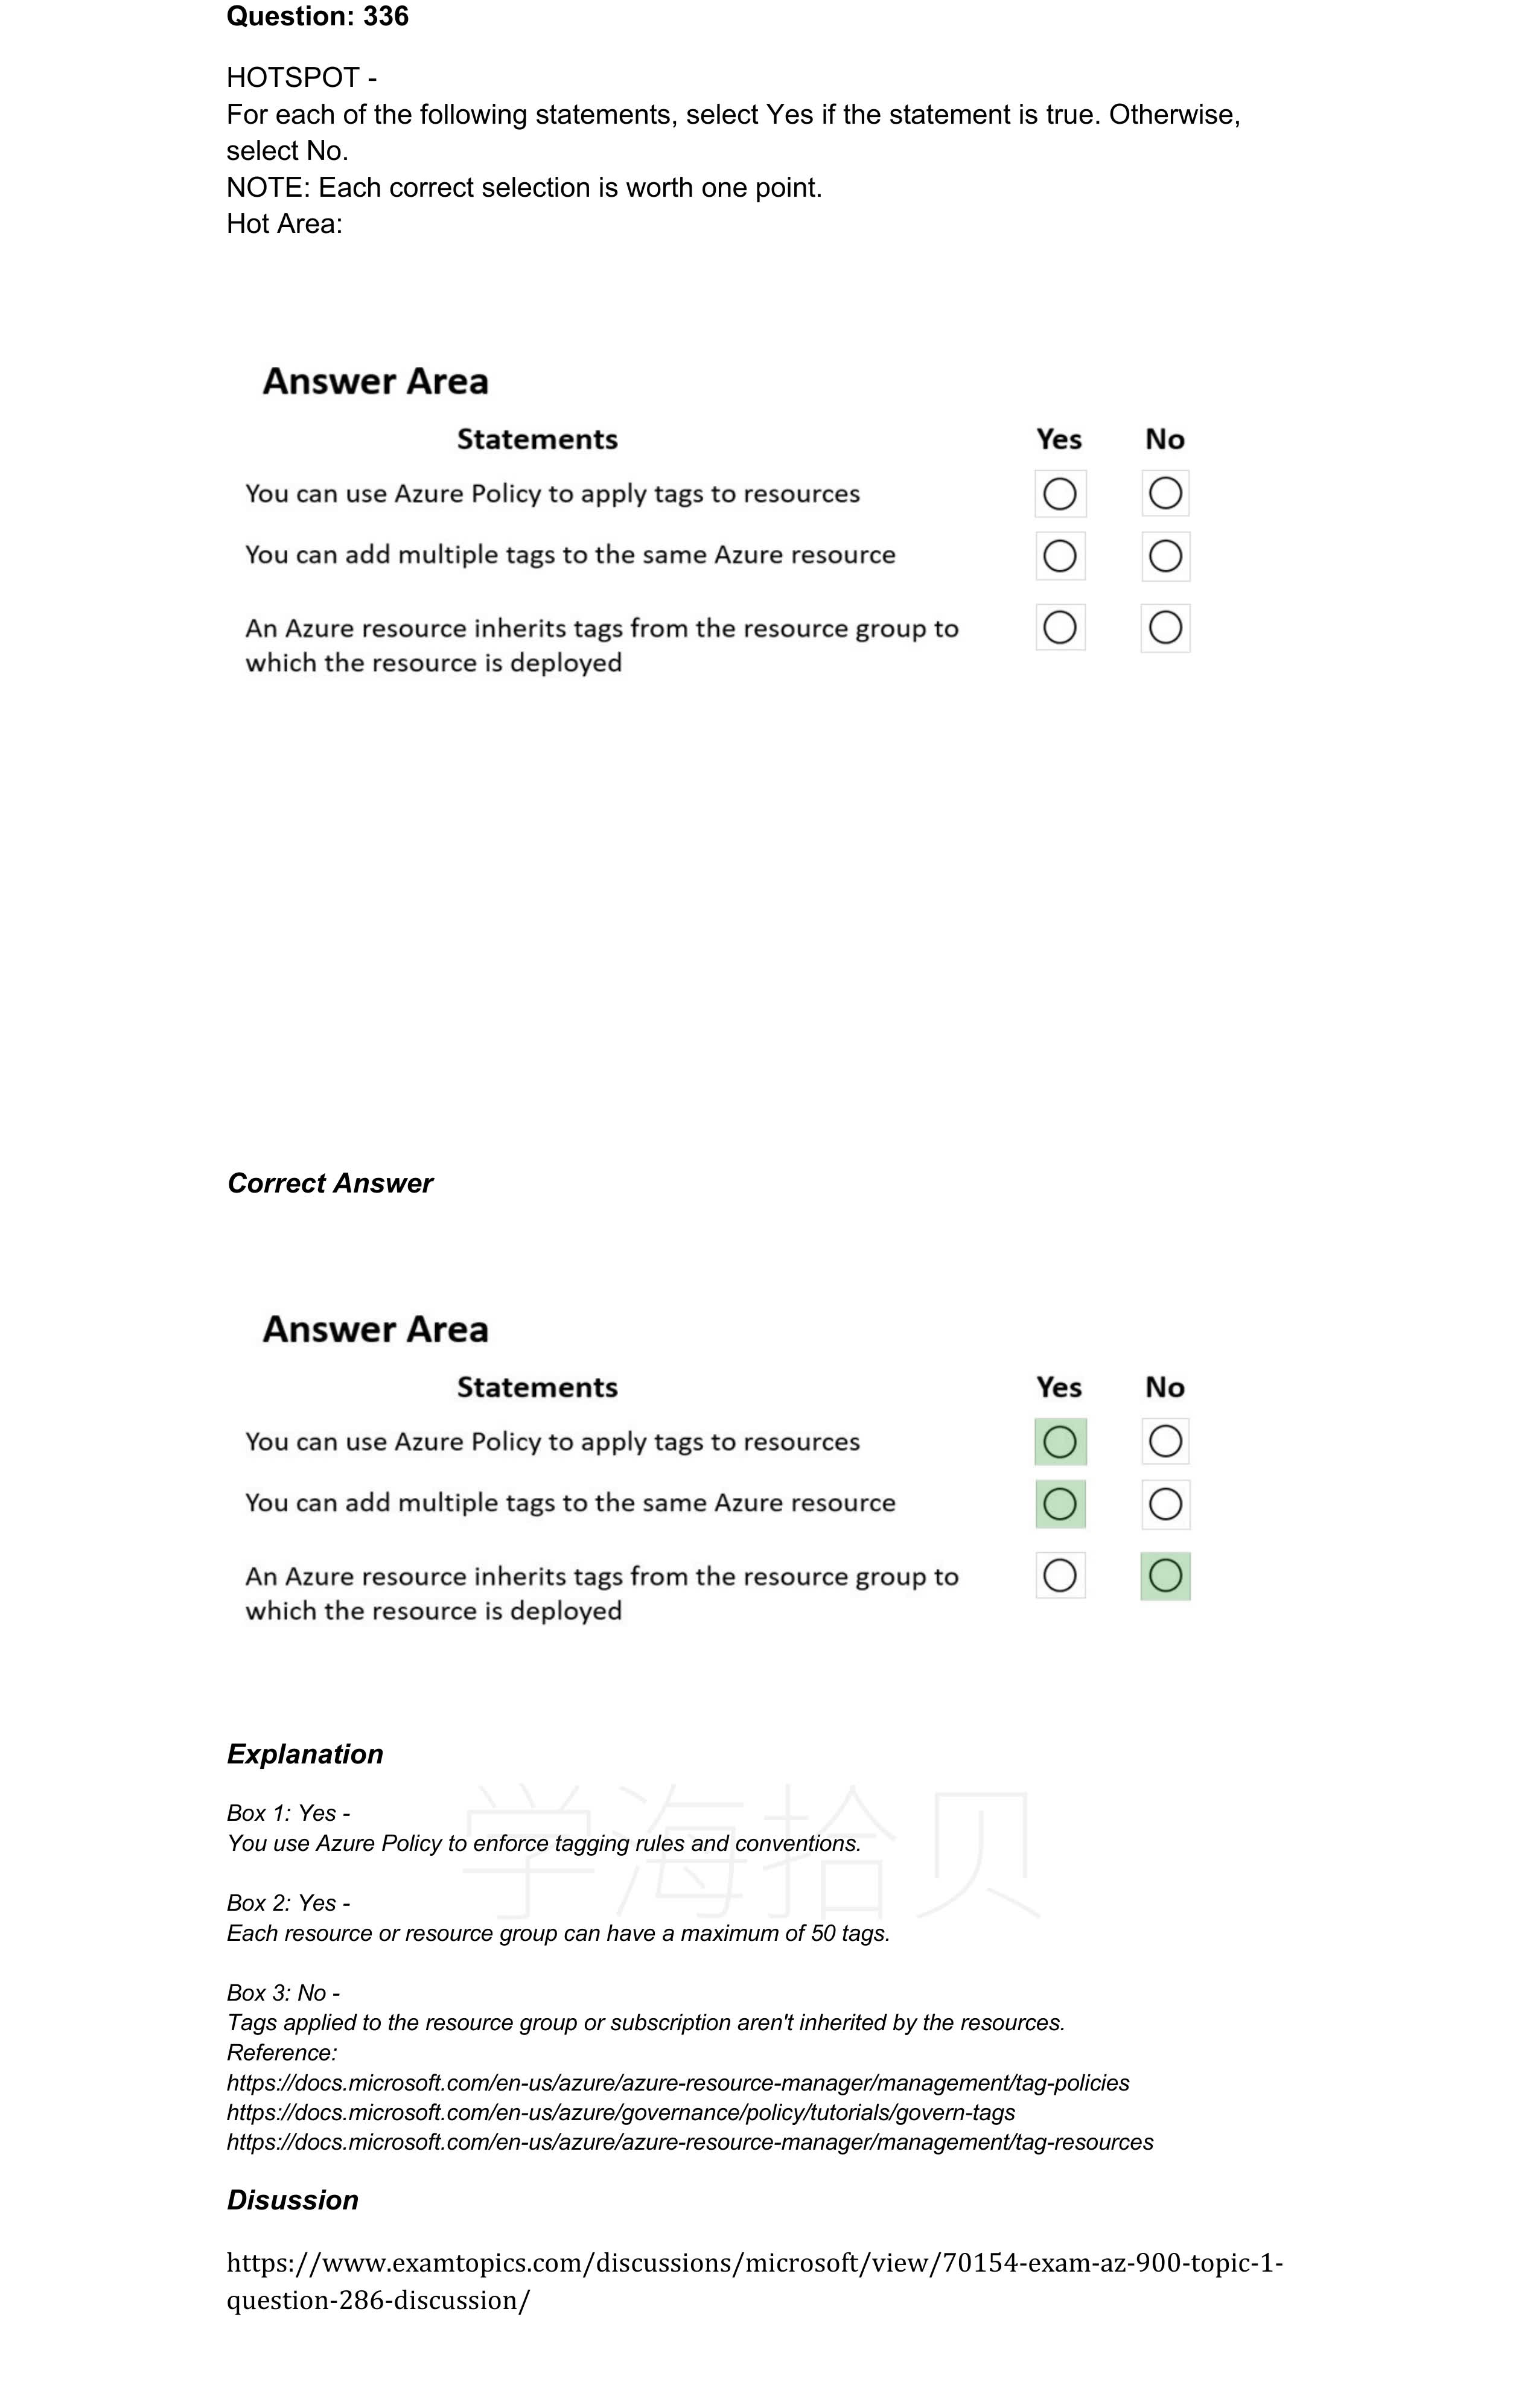 Question: 336
HOTSPOT -
For each of the following statements, select Yes if the statement is true. Otherwise,
select No.
NOTE: Each correct selection is worth one point.
Hot Area:
Answer Area
Statements Yes No
You can use Azure Policy to apply tags to resources
You can add multiple tags to the same Azure resource
An Azure resource inherits tags from the resource group to
which the resource is deployed
Correct Answer
Answer Area
Statements Yes No
You can use Azure Policy to apply tags to resources
You can add multiple tags to the same Azure resource
An Azure resource inherits tags from the resource group to
which the resource is deployed
Explanation
学海拾贝
Box 1: Yes -
You use Azure Policy to enforce tagging rules and conventions.
Box 2: Yes -
Each resource or resource group can have a maximum of 50 tags.
Box 3: No -
Tags applied to the resource group or subscription aren't inherited by the resources.
Reference:
https://docs.microsoft.com/en-us/azure/azure-resource-manager/management/tag-policies
https://docs.microsoft.com/en-us/azure/governance/policy/tutorials/govern-tags
https://docs.microsoft.com/en-us/azure/azure-resource-manager/management/tag-resources
Disussion
https://www.examtopics.com/discussions/microsoft/view/70154-exam-az-900-topic-1-
question-286-discussion/